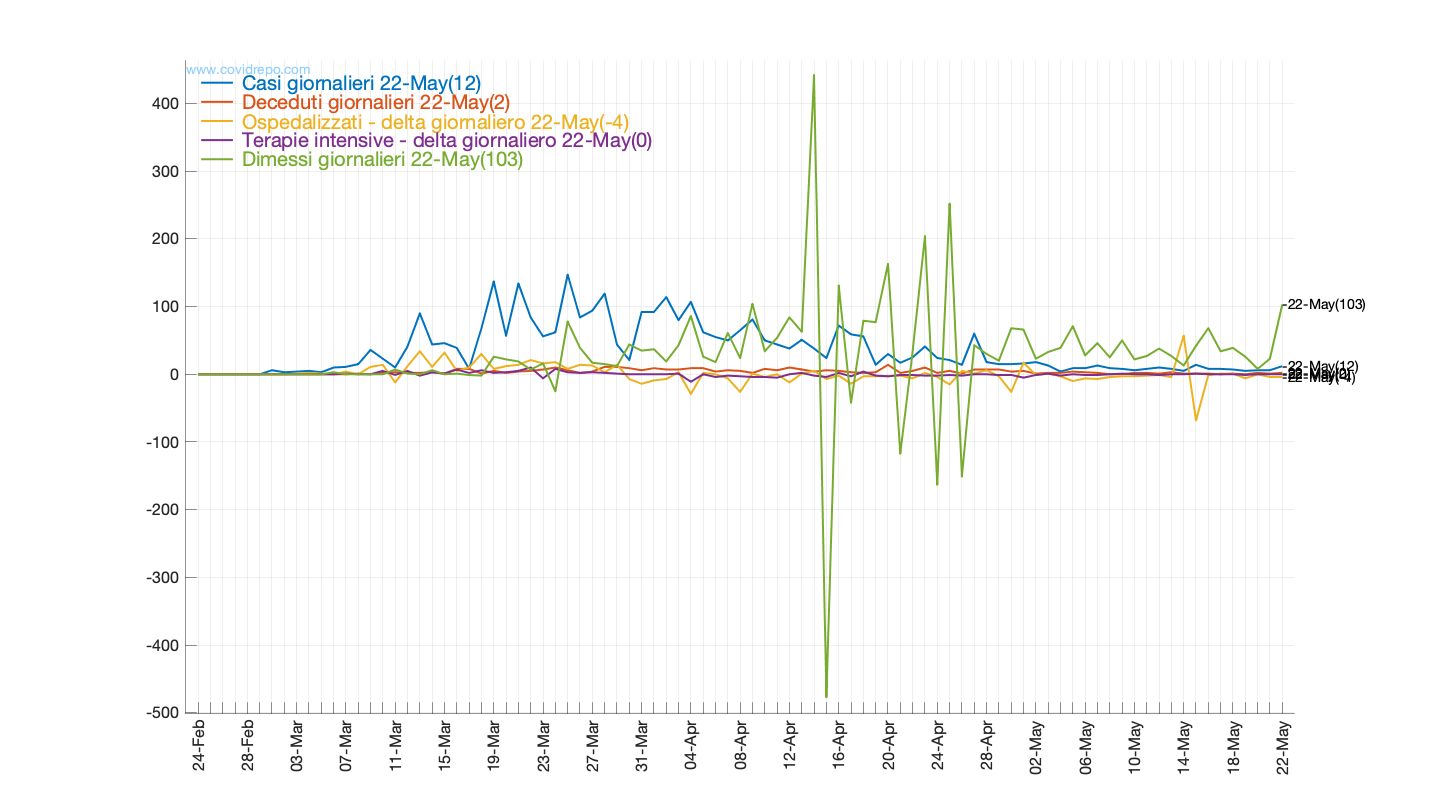 www.covidrepo.com
Casi giornalieri 22-May(12)
Deceduti giornalieri 22-May(2)
Ospedalizzati - delta giornaliero 22-May(-4)
Terapie intensive - delta giornaliero 22-May(0)
Dimessi giornalieri 22-May(103)
400
300
200
100
0
-100
-200
-300
-400
-500
22-May(103)
22-May(12)
22-May(-4)
24-Feb
28-Feb
03-Mar
07-Mar
11-Mar
15-Mar
19-Mar
23-Mar
27-Mar
31-Mar
04-Apr
08-Apr
12-Apr
16-Apr
20-Apr
24-Apr
28-Apr
02-May
06-May
10-May
14-May
18-May
22-May